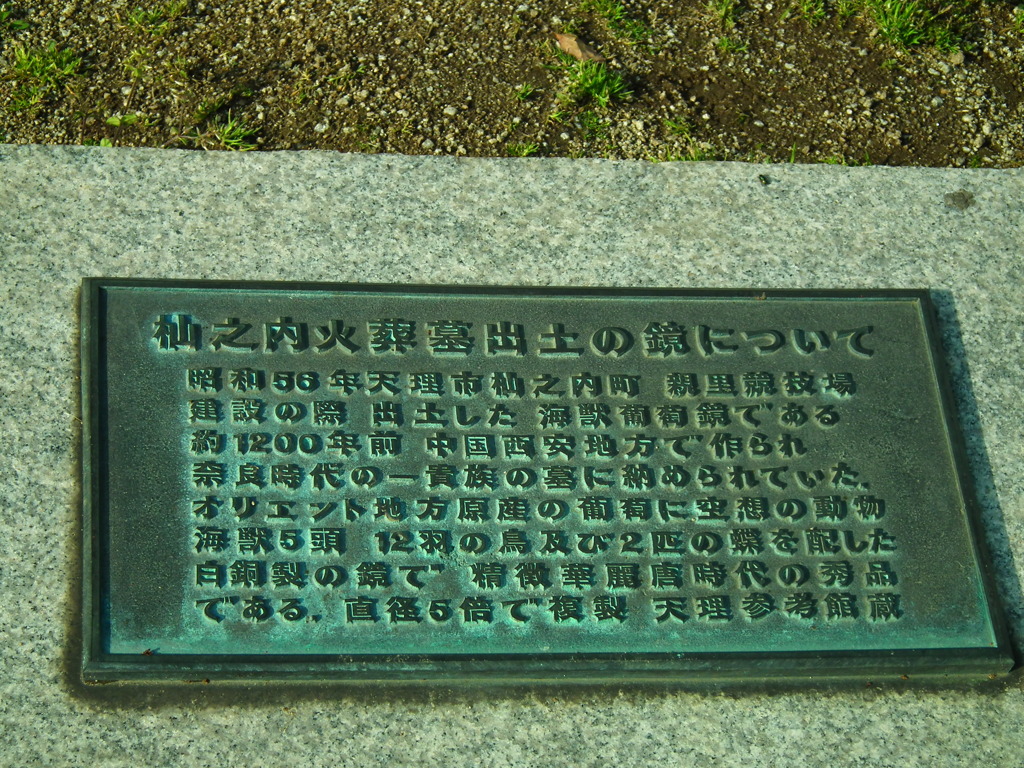 杣之内火葬墓出土の鏡について
昭和56年天理市杣之内町 親里競技場
建設の際 出土した 海獣葡萄鏡である
約1200年前 中国西安地方で作られ
奈良時代の一貴族の墓に納められていた.
オリエント地方原産の葡萄に空想の動物
海獣5頭 12羽の鳥及び2匹の蝶を配した
白銅製の鏡で 精微華麗唐時代の秀品
である. 直径5倍で複製 天理参考館蔵